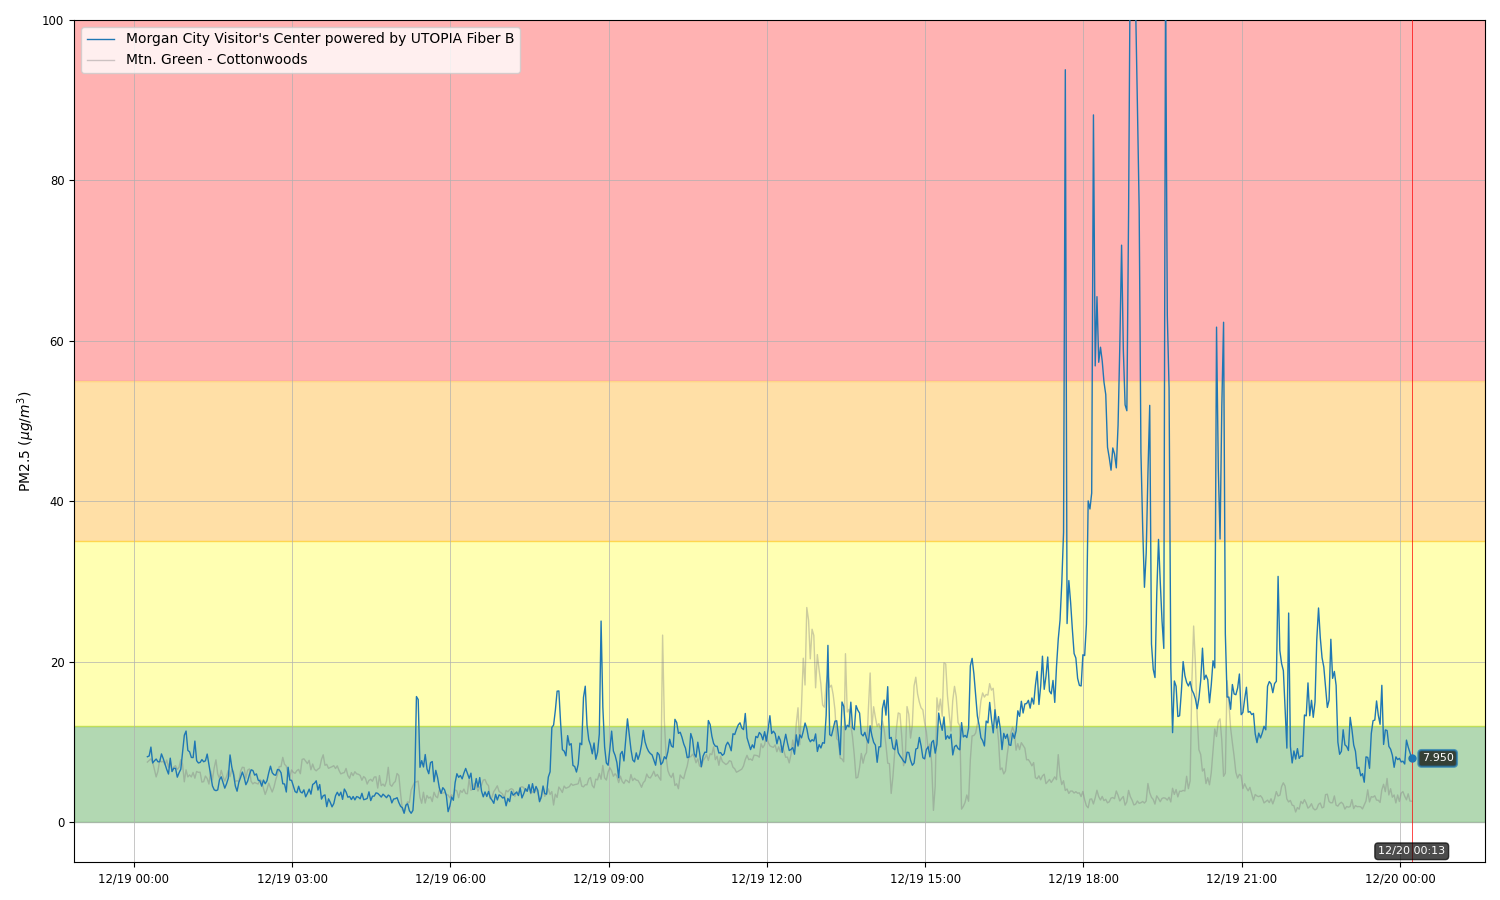 100
Morgan City Visitor's Center powered by UTOPIA Fiber B
Mtn. Green - Cottonwoods
80
60
PM2.5 (μg/m³)
40
20
7.950
0
12/20 00:13
12/19 00:00 12/19 03:00 12/19 06:00 12/19 09:00 12/19 12:00 12/19 15:00 12/19 18:00 12/19 21:00 12/20 00:00